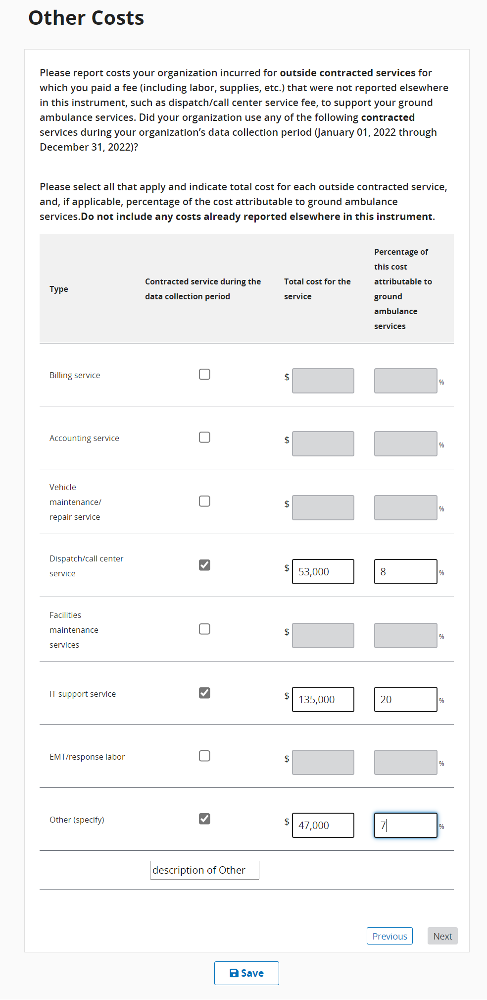 Other Costs
Please report costs your organization incurred for outside contracted services for
which you paid a fee (including labor, supplies, etc.) that were not reported elsewhere
in this instrument, such as dispatch/call center service fee, to support your ground
ambulance services. Did your organization use any of the following contracted
services during your organization's data collection period (January 01, 2022 through
December 31, 2022)?
Please select all that apply and indicate total cost for each outside contracted service,
and, if applicable, percentage of the cost attributable to ground ambulance
services.Do not include any costs already reported elsewhere in this instrument.
Type
Contracted service during the
data collection period
Total cost for the
service
Percentage of
this cost
attributable to
ground
ambulance
services
Billing service
$
%
Accounting service
$
%
Vehicle
maintenance/
repair service
$
%
Dispatch/call center
service
$ 53,000
8 %
Facilities
maintenance
services
$
%
IT support service
$ 135,000
20 %
EMT/response labor
$
%
Other (specify)
$ 47,000
7 %
description of Other
Previous
Next
Save